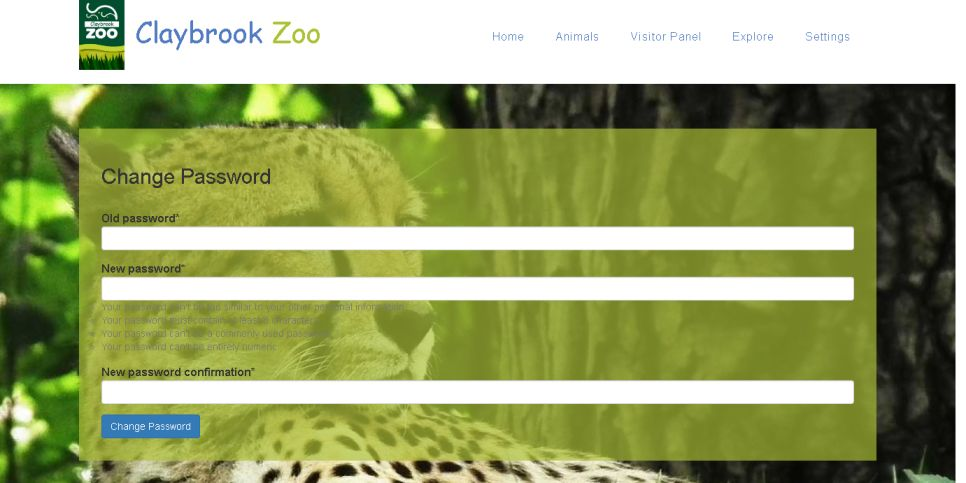 Claybrook
ZOO
Claybrook Zoo
Home Animals Visitor Panel Explore Settings
Change Password
Old password*
New password*
Your password can't be too similar to your other personal information.
Your password must contain at least 8 characters.
Your password can't be a commonly used password.
Your password can't be entirely numeric.
New password confirmation*
Change Password